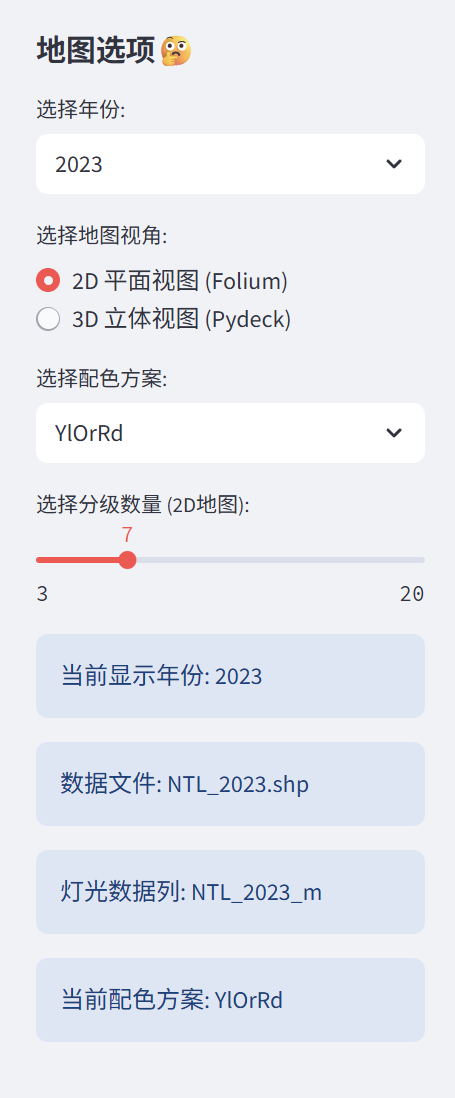 地图选项🤔
选择年份:
2023
选择地图视角:
2D 平面视图 (Folium)
3D 立体视图 (Pydeck)
选择配色方案:
YlOrRd
选择分级数量 (2D地图):
7
3 20
当前显示年份: 2023
数据文件: NTL_2023.shp
灯光数据列: NTL_2023_m
当前配色方案: YlOrRd